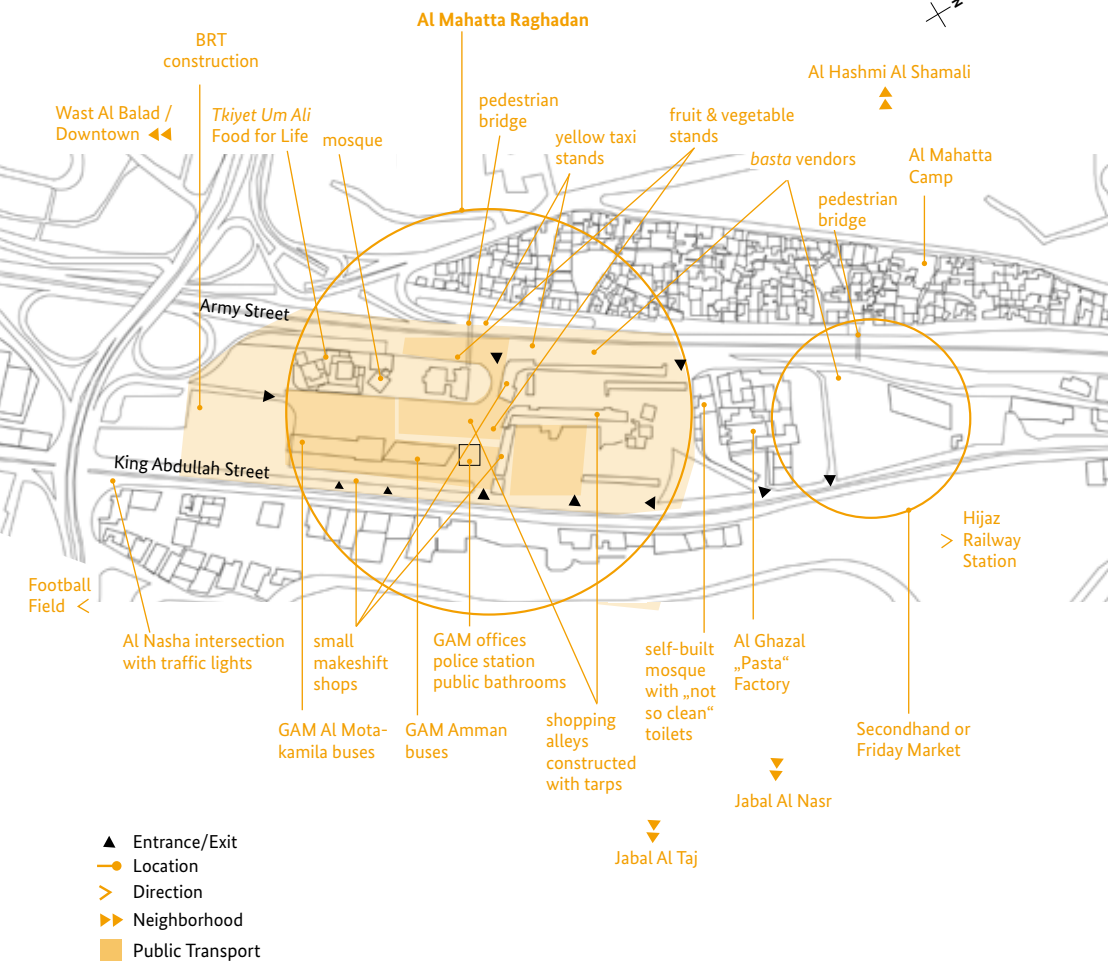 Al Mahatta Raghadan
N
BRT
construction
Al Hashmi Al Shamali
Wast Al Balad /
Downtown
Tkiyet Um Ali
Food for Life
mosque
pedestrian
bridge
yellow taxi
stands
fruit & vegetable
stands
basta vendors
Al Mahatta
Camp
pedestrian
bridge
Army Street
King Abdullah Street
Hijaz
Railway
Station
Football
Field
Al Nasha intersection
with traffic lights
small
makeshift
shops
GAM offices
police station
public bathrooms
self-built
mosque
with „not
so clean“
toilets
Al Ghazal
„Pasta“
Factory
GAM Al Mota-
kamila buses
GAM Amman
buses
shopping
alleys
constructed
with tarps
Secondhand or
Friday Market
Jabal Al Nasr
Jabal Al Taj
Entrance/Exit
Location
Direction
Neighborhood
Public Transport